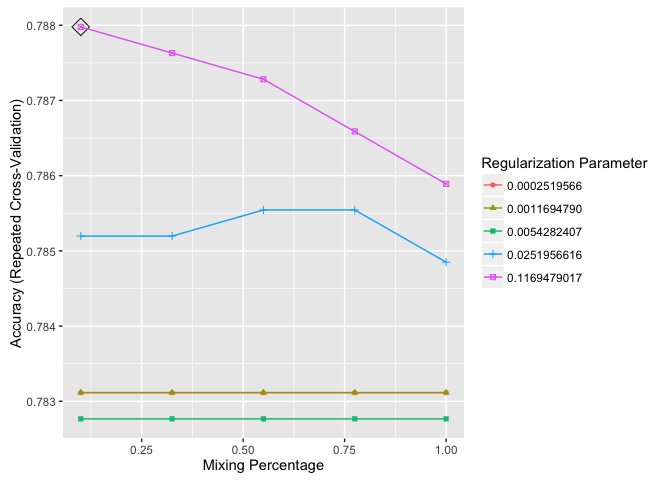 Accuracy (Repeated Cross-Validation)
0.788
0.787
0.786
0.785
0.784
0.783
0.25 0.50 0.75 1.00
Mixing Percentage
Regularization Parameter
0.0002519566
0.0011694790
0.0054282407
0.0251956616
0.1169479017